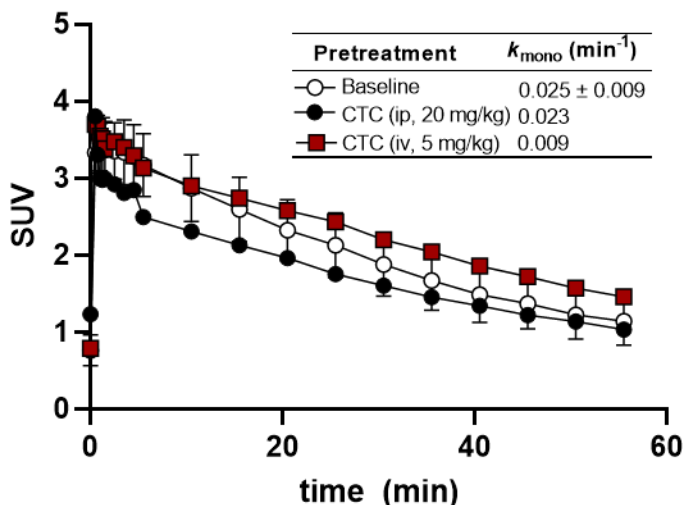 5
4
3
2
1
0
SUV
Pretreatment k_mono (min⁻¹)
Baseline 0.025 ± 0.009
CTC (ip, 20 mg/kg) 0.023
CTC (iv, 5 mg/kg) 0.009
0 20 40 60
time (min)